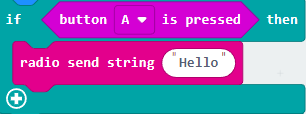 if button A is pressed then
radio send string "Hello"